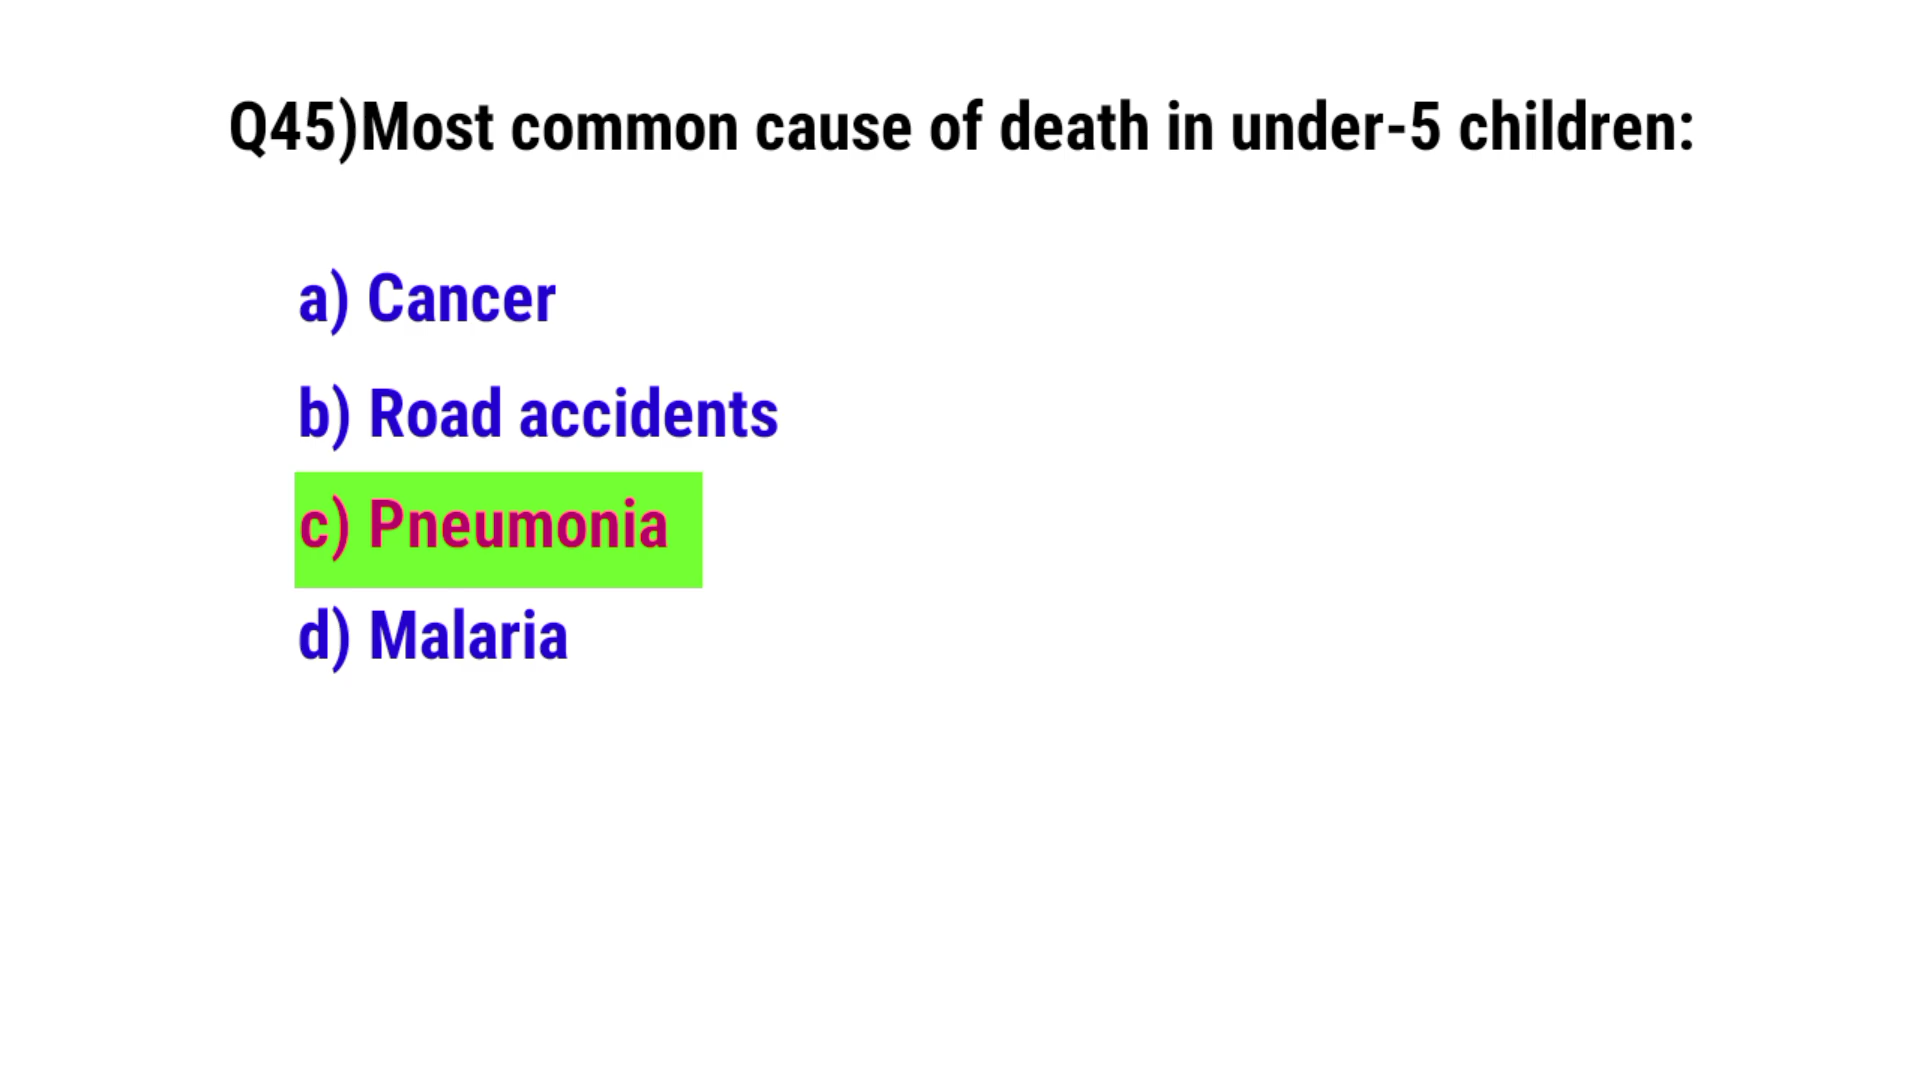 Q45)Most common cause of death in under-5 children:
a) Cancer
b) Road accidents
c) Pneumonia
d) Malaria